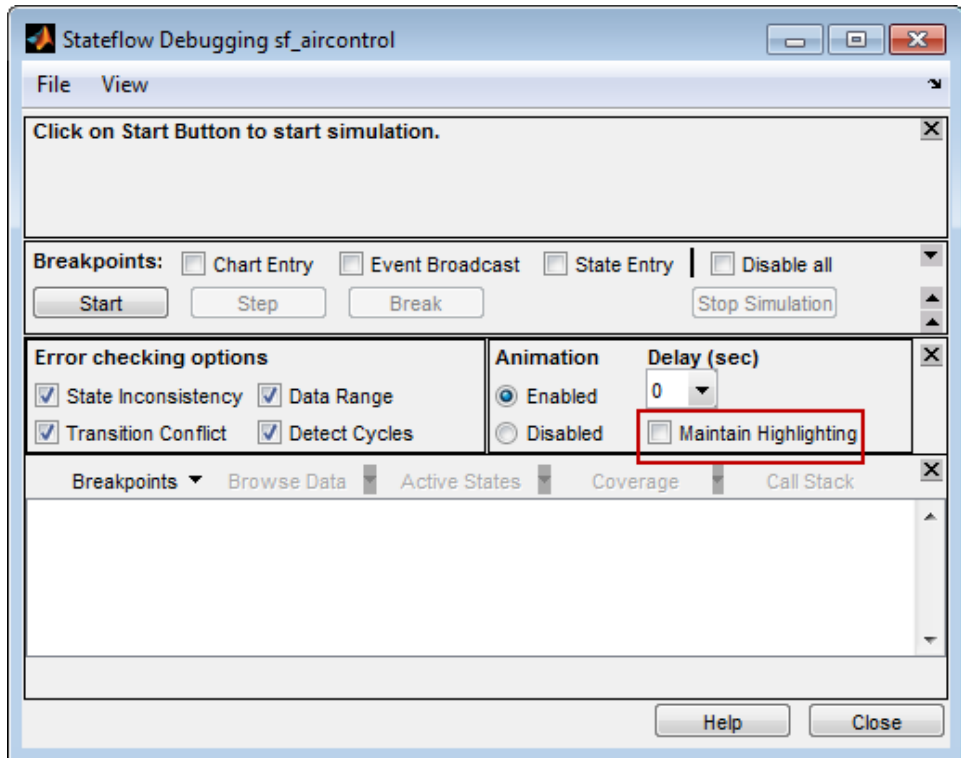 Stateflow Debugging sf_aircontrol
File View
Click on Start Button to start simulation.
Breakpoints: Chart Entry Event Broadcast State Entry Disable all
Start Step Break Stop Simulation
Error checking options Animation Delay (sec)
State Inconsistency Data Range Enabled 0
Transition Conflict Detect Cycles Disabled Maintain Highlighting
Breakpoints Browse Data Active States Coverage Call Stack
Help Close